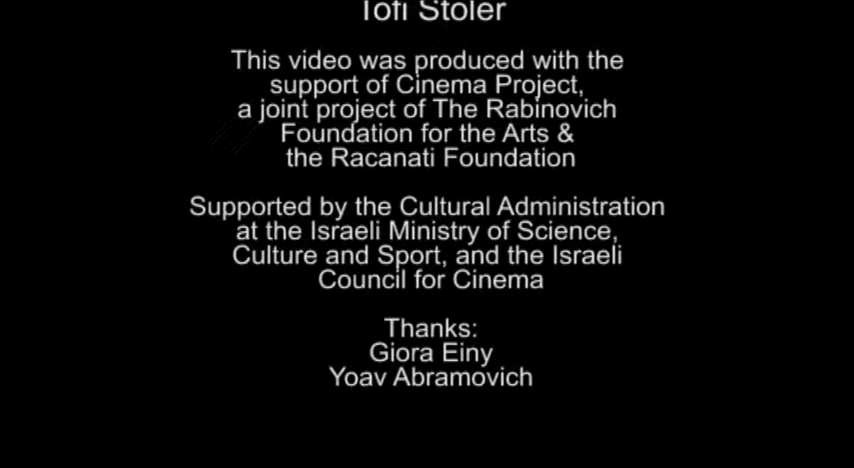 Tofi Stoler
This video was produced with the
support of Cinema Project,
a joint project of The Rabinovich
Foundation for the Arts &
the Racanati Foundation
Supported by the Cultural Administration
at the Israeli Ministry of Science,
Culture and Sport, and the Israeli
Council for Cinema
Thanks:
Giora Einy
Yoav Abramovich